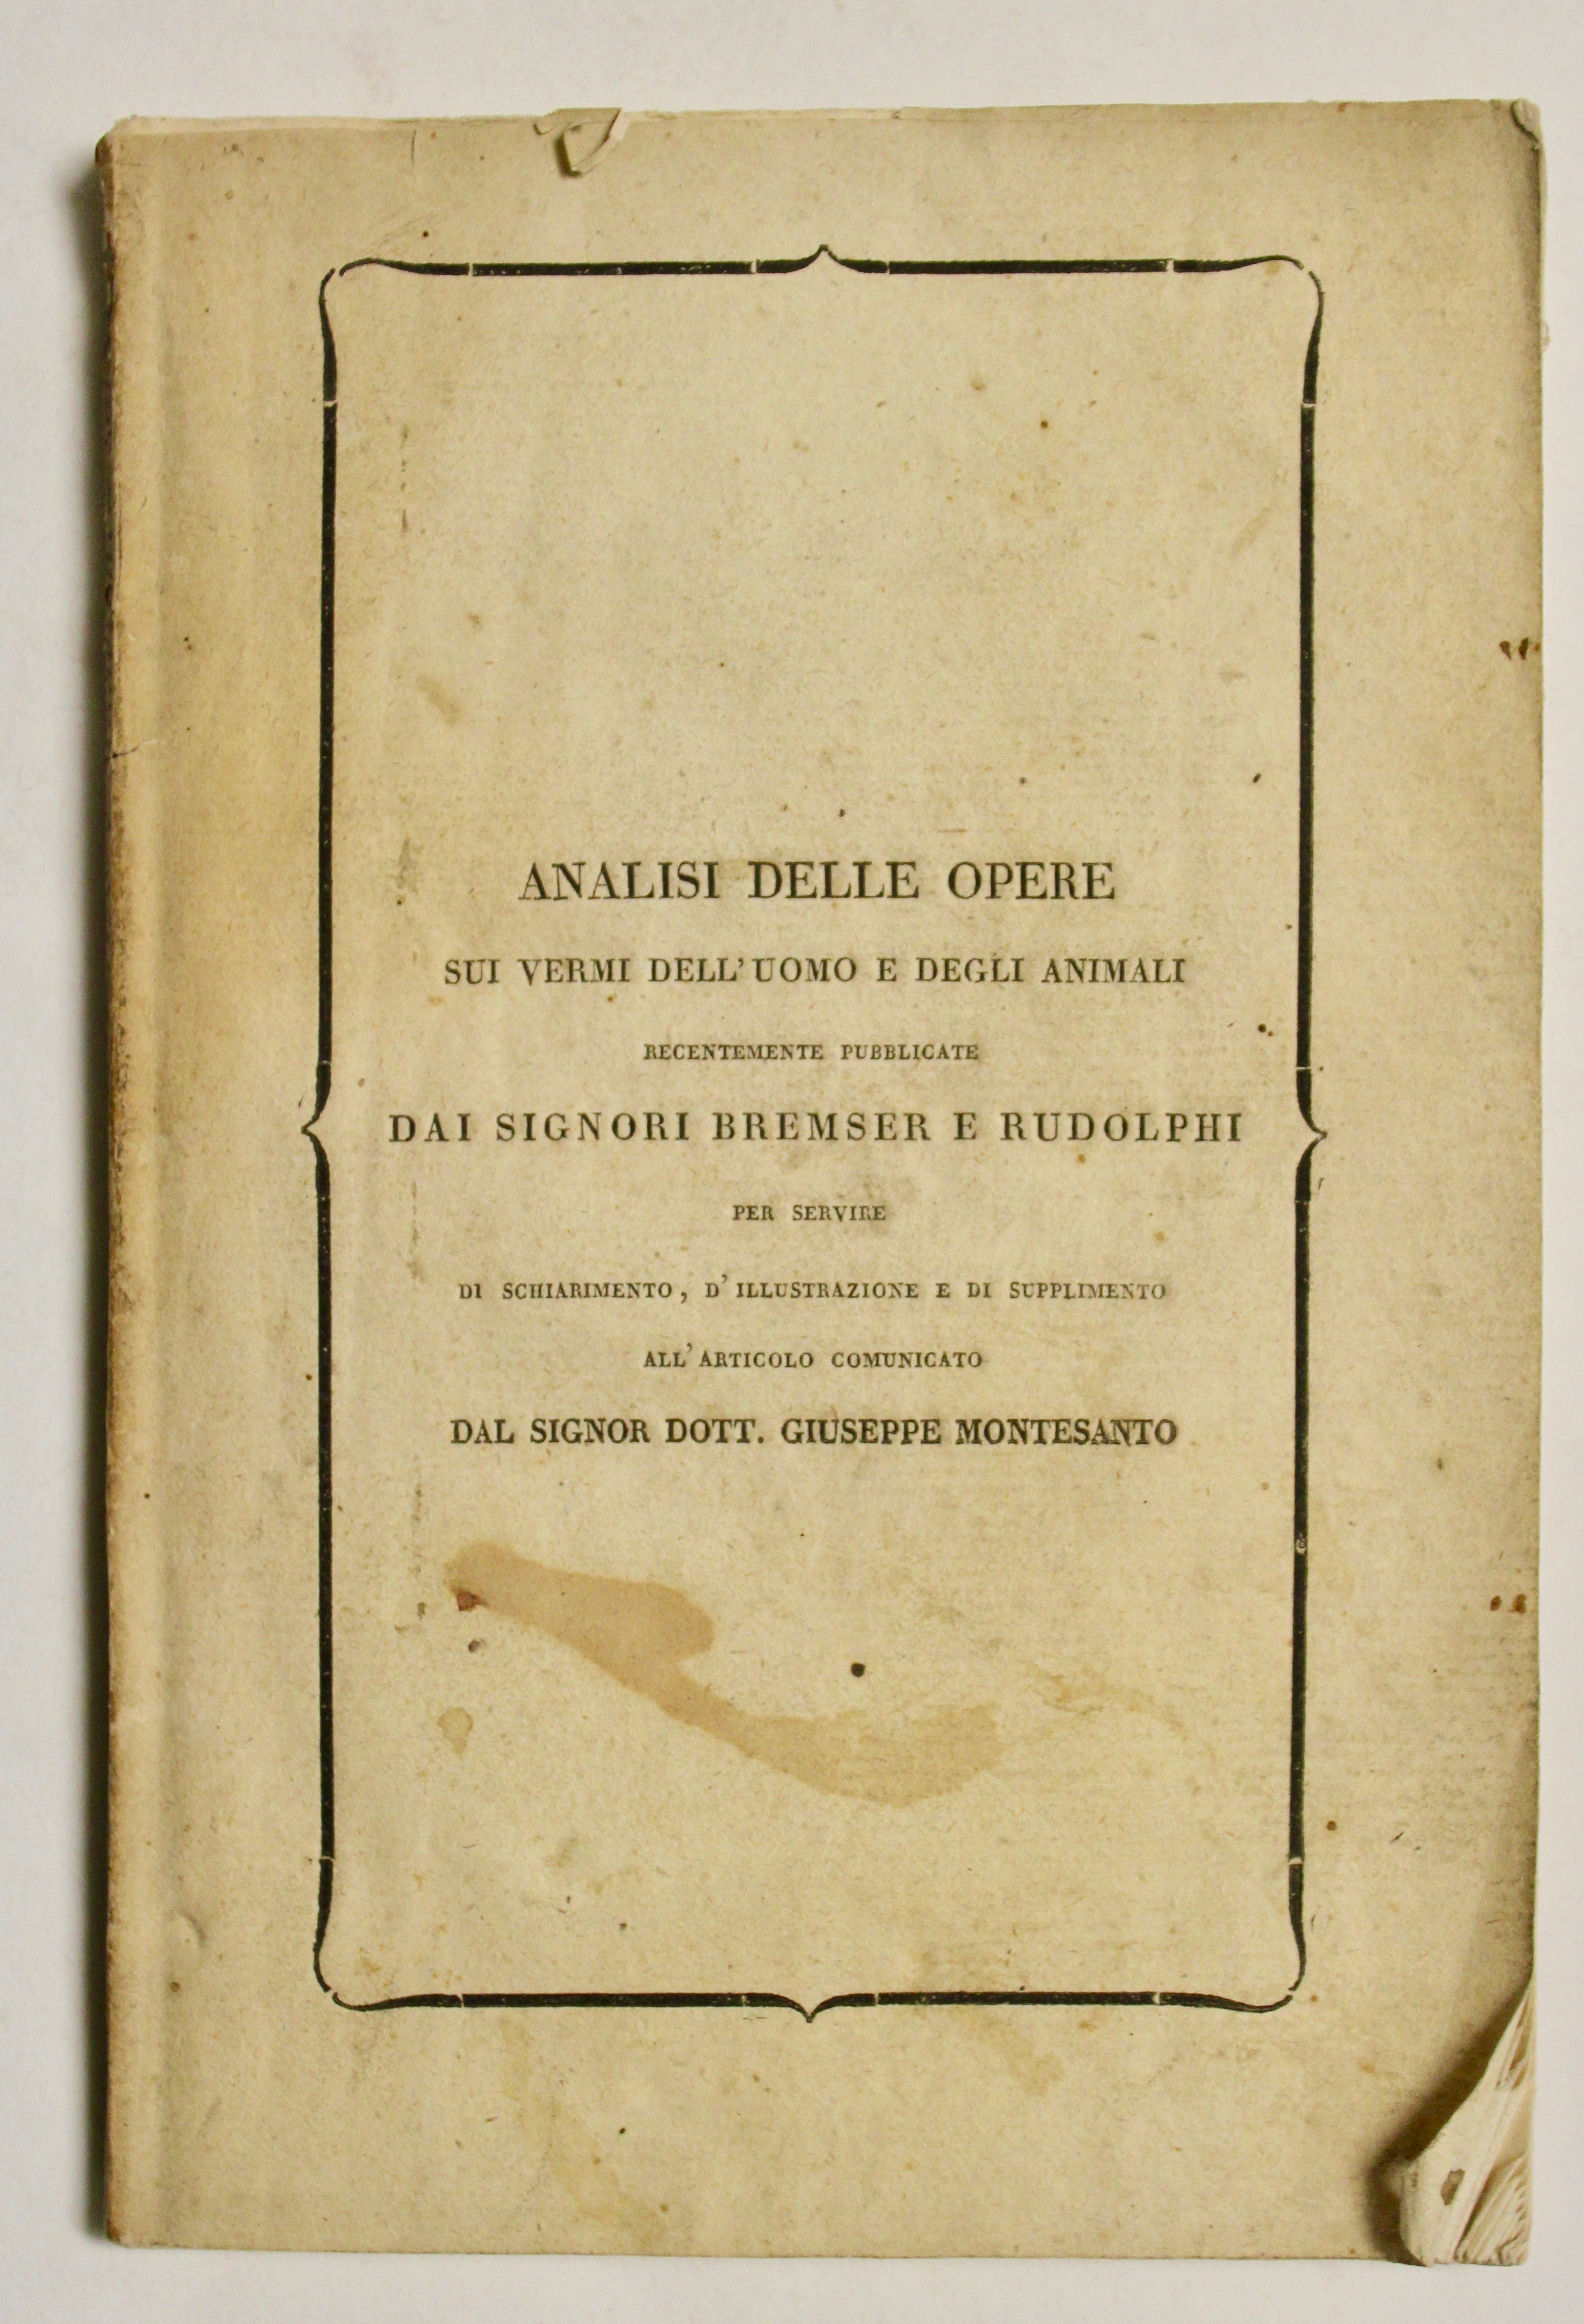 ANALISI DELLE OPERE
SUI VERMI DELL'UOMO E DEGLI ANIMALI
RECENTEMENTE PUBBLICATE
DAI SIGNORI BREMSER E RUDOLPHI
PER SERVIRE
DI SCHIARIMENTO, D'ILLUSTRAZIONE E DI SUPPLIMENTO
ALL'ARTICOLO COMUNICATO
DAL SIGNOR DOTT. GIUSEPPE MONTESANTO